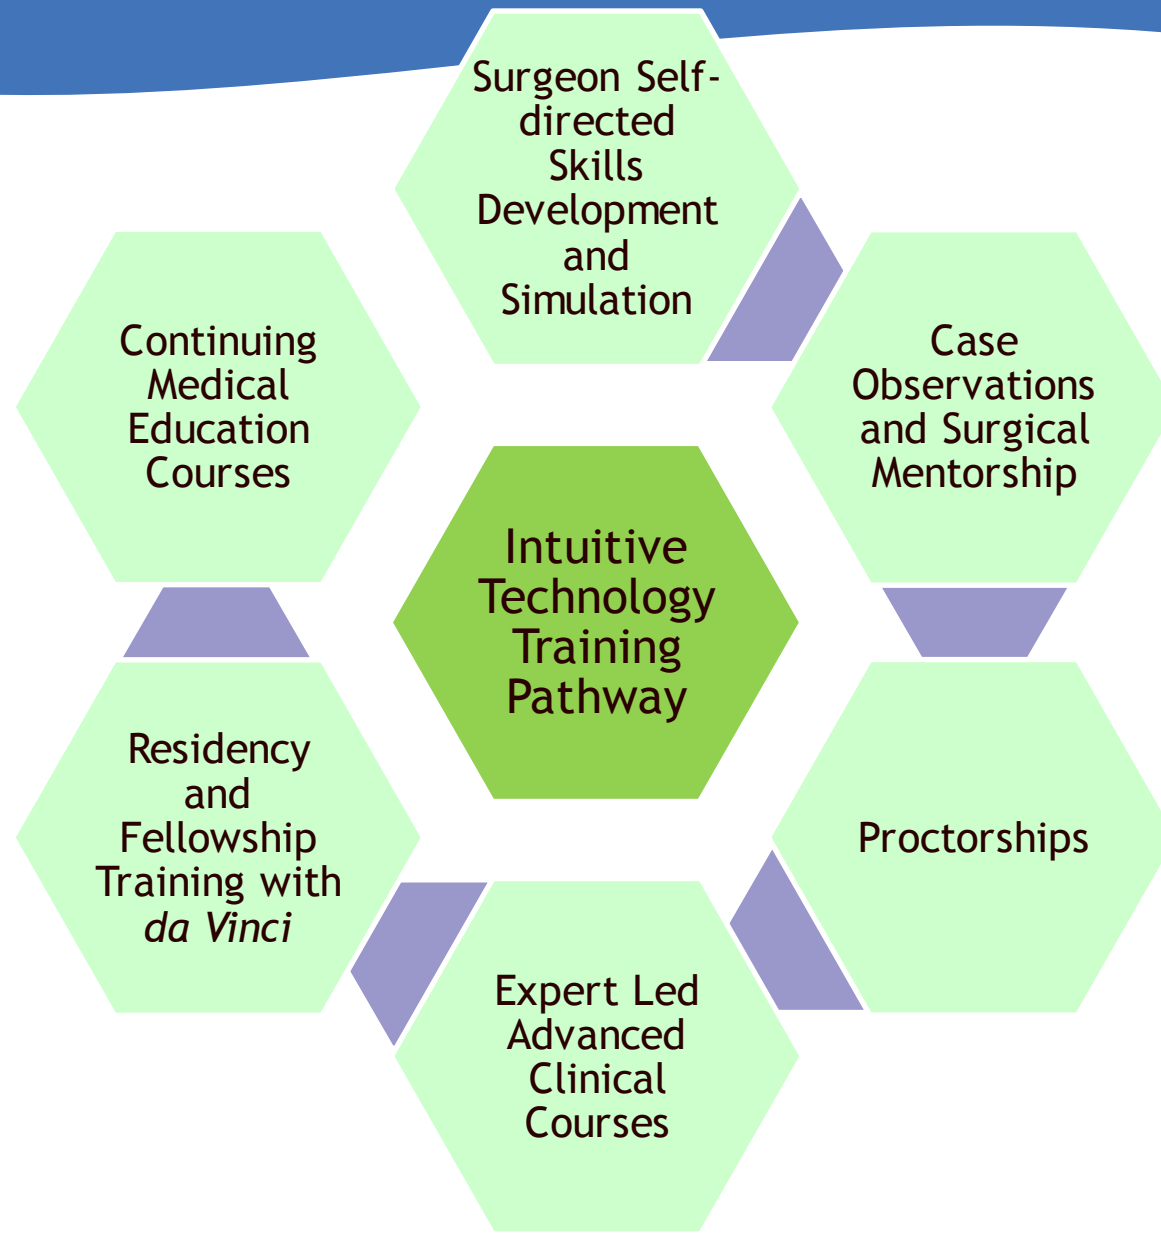 Surgeon Self-
directed
Skills
Development
and
Simulation
Case
Observations
and Surgical
Mentorship
Proctorships
Expert Led
Advanced
Clinical
Courses
Residency
and
Fellowship
Training with
da Vinci
Continuing
Medical
Education
Courses
Intuitive
Technology
Training
Pathway